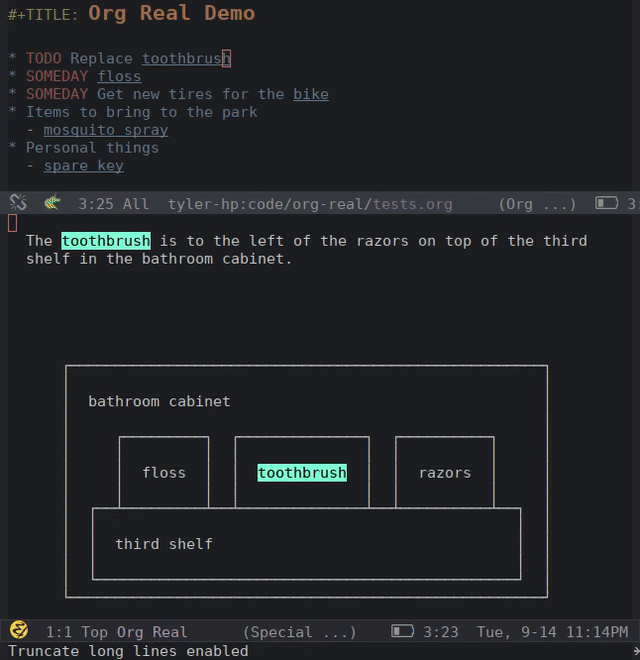 #+TITLE: Org Real Demo
* TODO Replace toothbrush
* SOMEDAY floss
* SOMEDAY Get new tires for the bike
* Items to bring to the park
- mosquito spray
* Personal things
- spare key
3:25 All tyler-hp:code/org-real/tests.org (Org ...) 3:
The toothbrush is to the left of the razors on top of the third
shelf in the bathroom cabinet.
bathroom cabinet
floss toothbrush razors
third shelf
1:1 Top Org Real (Special ...) 3:23 Tue, 9-14 11:14PM
Truncate long lines enabled